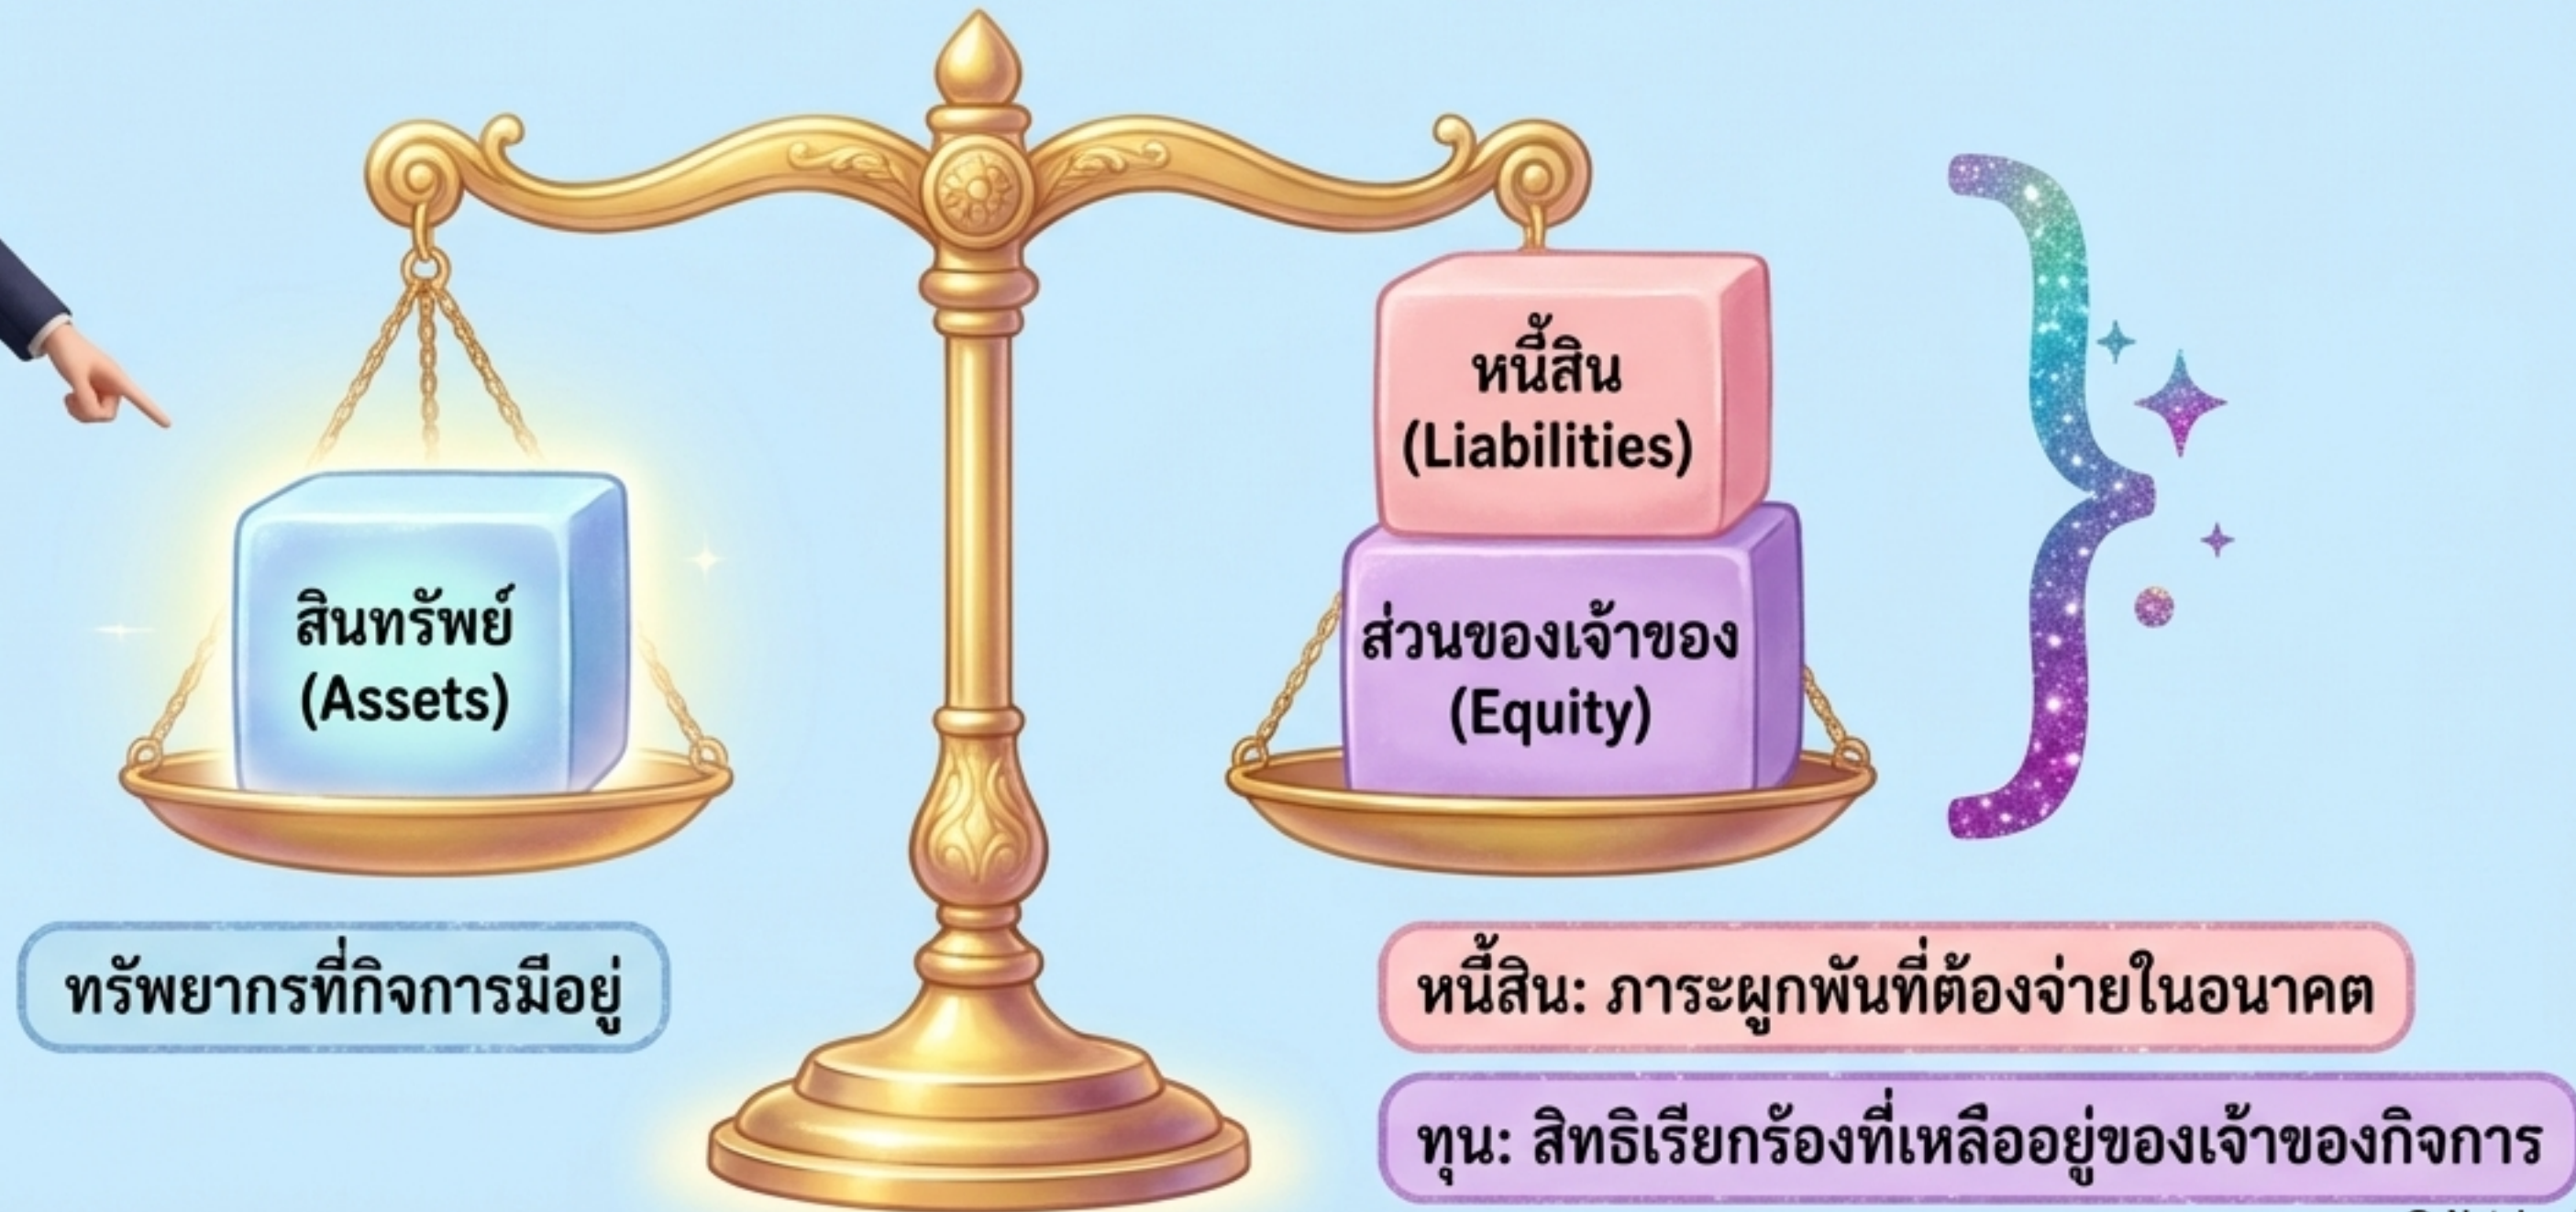 หนี้สิน
(Liabilities)
สินทรัพย์
(Assets)
ส่วนของเจ้าของ
(Equity)
ทรัพยากรที่กิจการมีอยู่
หนี้สิน: ภาระผูกพันที่ต้องจ่ายในอนาคต
ทุน: สิทธิเรียกร้องที่เหลืออยู่ของเจ้าของกิจการ